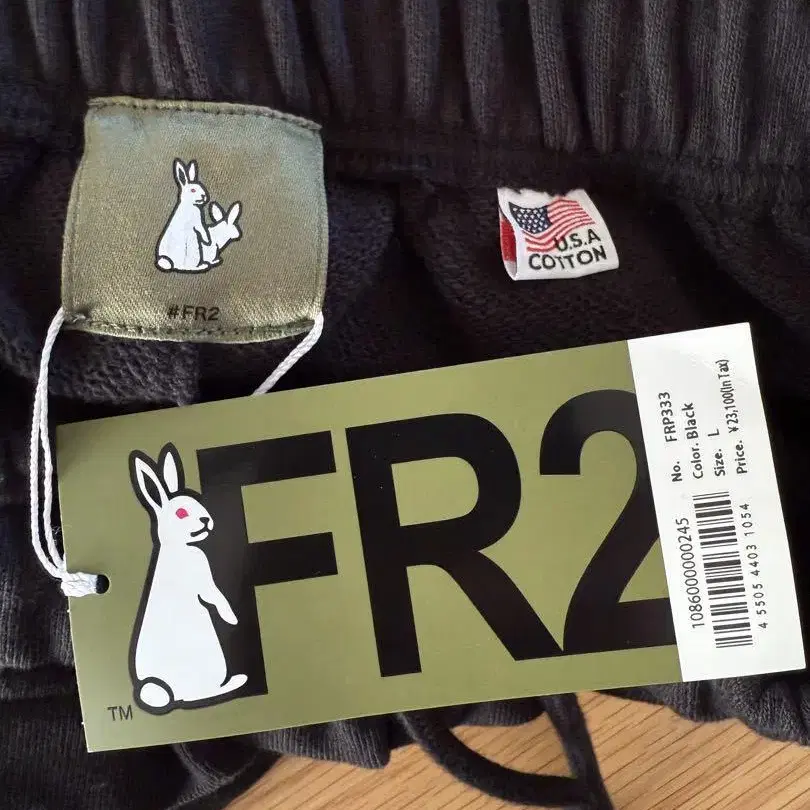 #FR2
U.S.A
COTTON
FR2
TM
No. FRP333
Color. Black
Size. L
Price. ¥23,100(In Tax)
1086000000245
4 5505 4403 1054